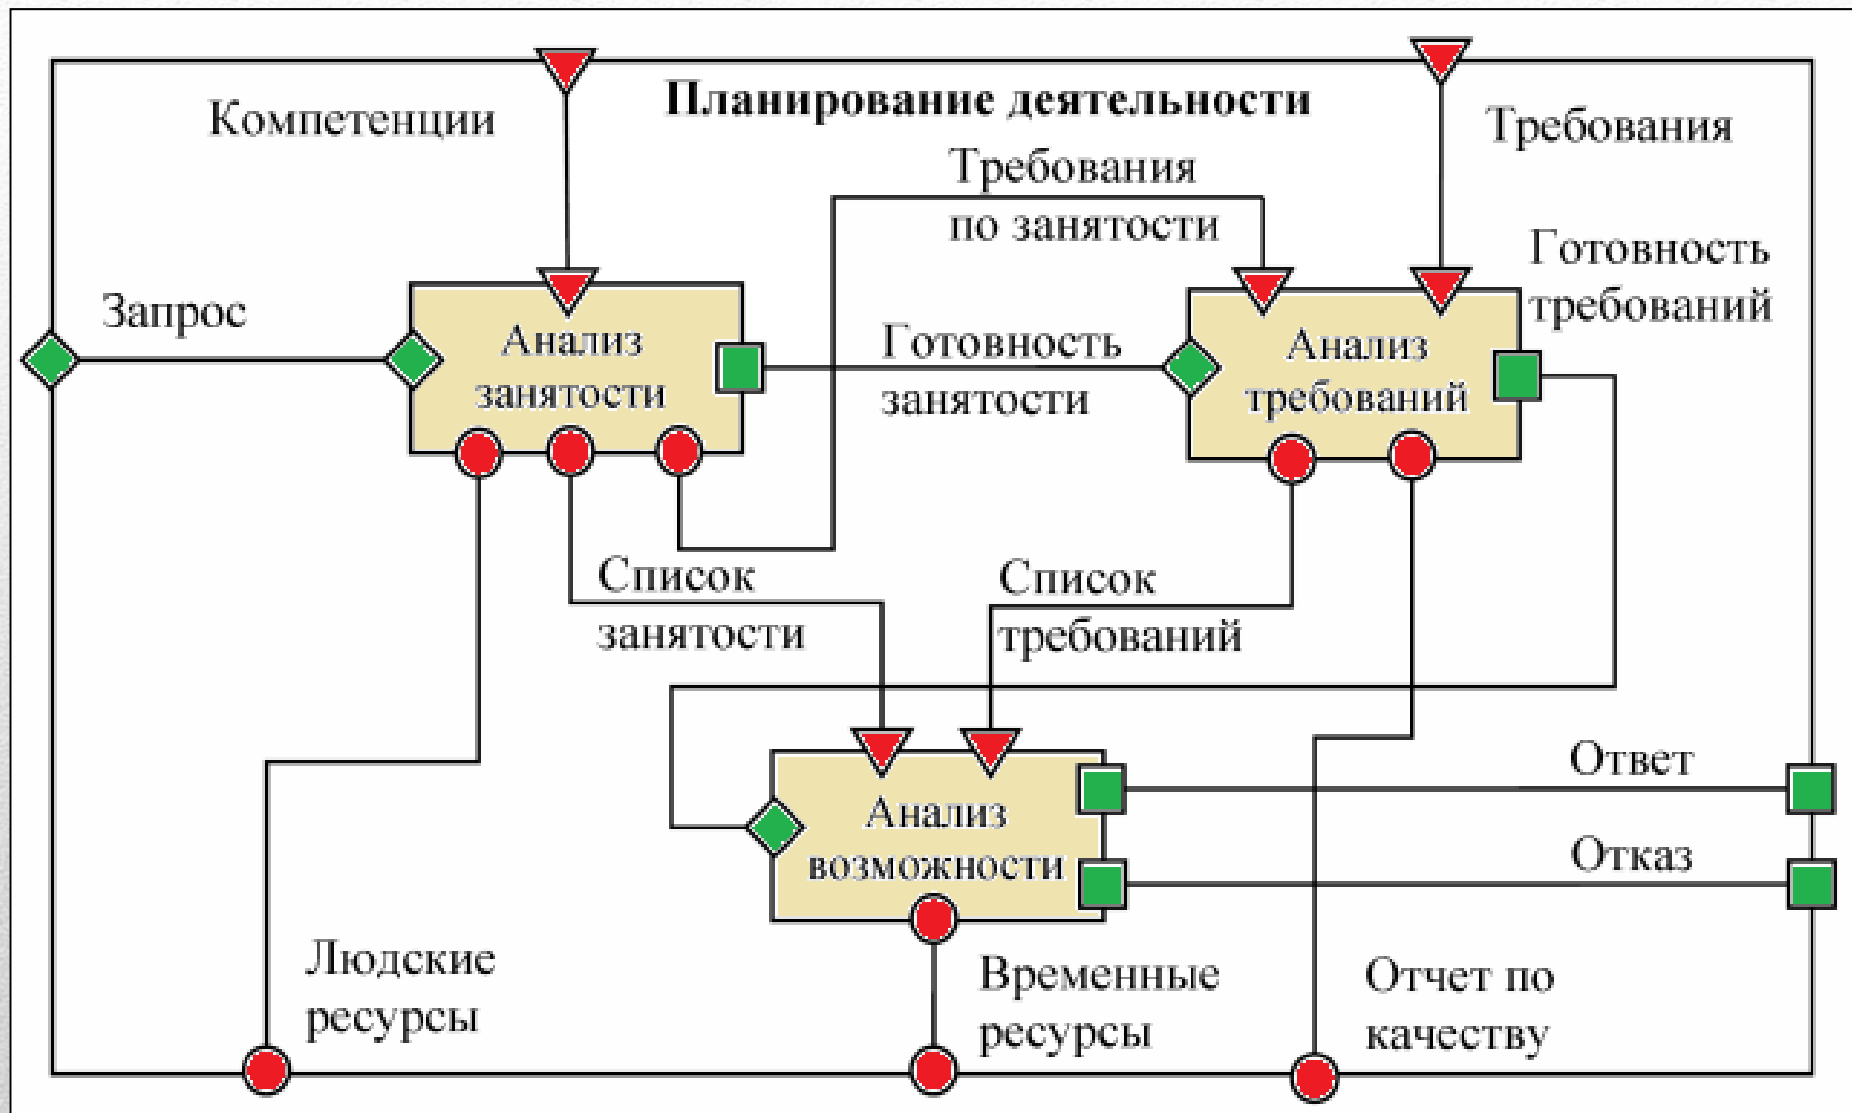 Планирование деятельности
Компетенции
Требования
Требования
по занятости
Готовность
требований
Запрос
Анализ
занятости
Готовность
занятости
Анализ
требований
Список
занятости
Список
требований
Ответ
Анализ
возможности
Отказ
Людские
ресурсы
Временные
ресурсы
Отчет по
качеству